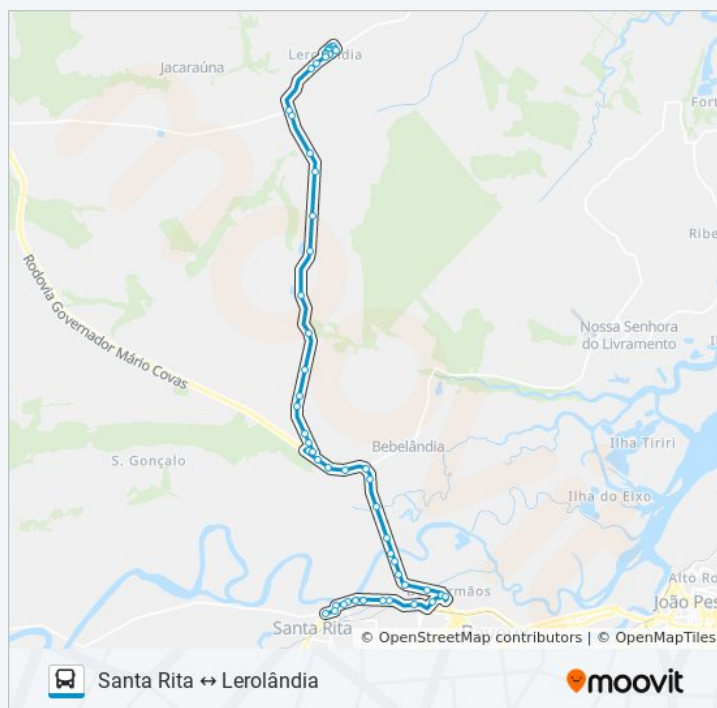 Lerolândia
Jacaraúna
Fort
Ribe
Rodovia Governador Mário Covas
Nossa Senhora
do Livramento
Bebelândia
Ilha Tiriri
S. Gonçalo
Ilha do Eixo
Alto Ro
João Pes
Santa Rita
© OpenStreetMap contributors | © OpenMapTiles
Santa Rita ↔ Lerolândia
moovit